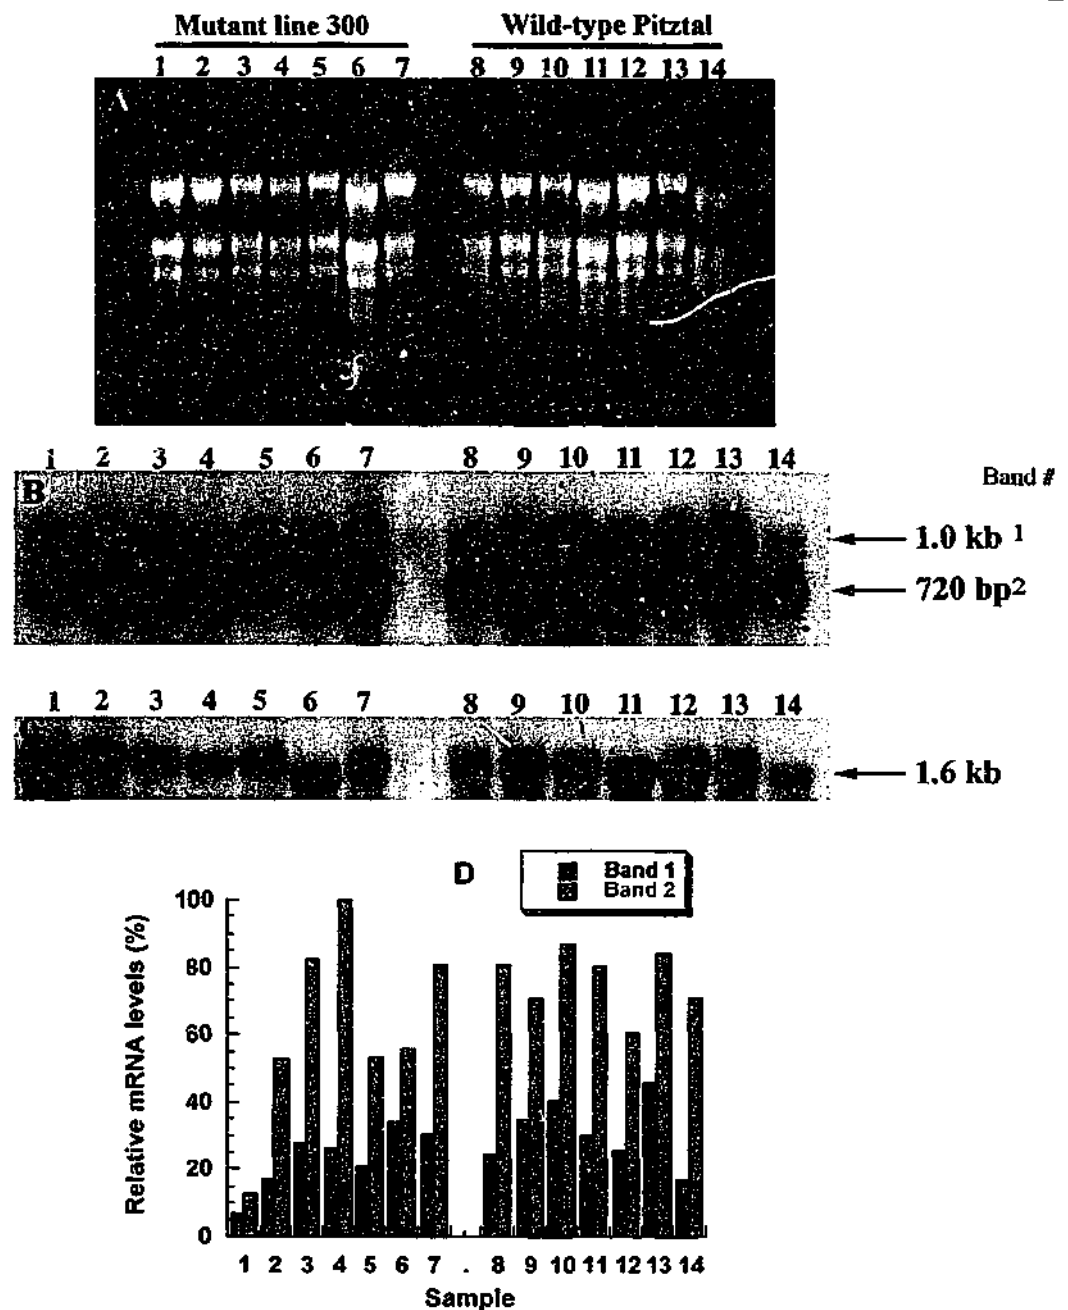 Mutant line 300 Wild-type Pitztal
1 2 3 4 5 6 7 8 9 10 11 12 13 14
A
1 2 3 4 5 6 7 8 9 10 11 12 13 14
B
Band #
1.0 kb 1
720 bp2
1 2 3 4 5 6 7 8 9 10 11 12 13 14
1.6 kb
D
Band 1
Band 2
Relative mRNA levels (%)
100
80
60
40
20
0
1 2 3 4 5 6 7 . 8 9 10 11 12 13 14
Sample